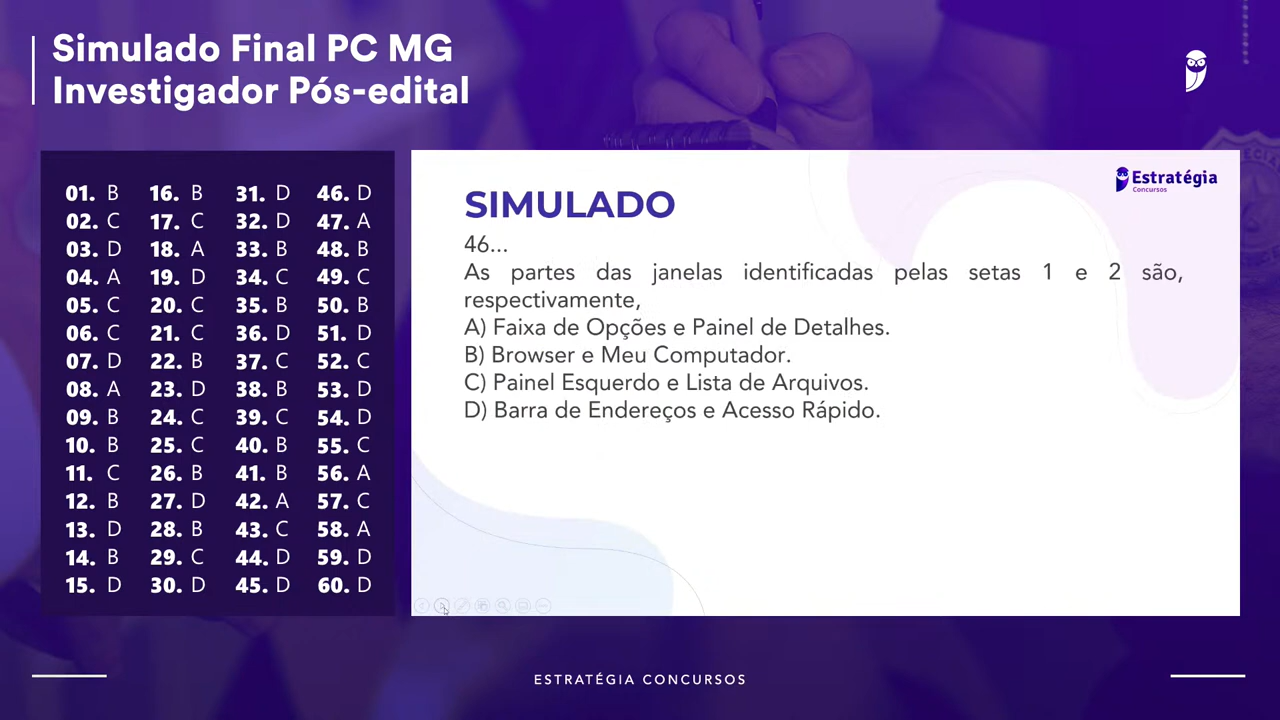 Simulado Final PC MG
Investigador Pós-edital
01. B 16. B 31. D 46. D
02. C 17. C 32. D 47. A
03. D 18. A 33. B 48. B
04. A 19. D 34. C 49. C
05. C 20. C 35. B 50. B
06. C 21. C 36. D 51. D
07. D 22. B 37. C 52. C
08. A 23. D 38. B 53. D
09. B 24. C 39. C 54. D
10. B 25. C 40. B 55. C
11. C 26. B 41. B 56. A
12. B 27. D 42. A 57. C
13. D 28. B 43. C 58. A
14. B 29. C 44. D 59. D
15. D 30. D 45. D 60. D
Estratégia
Concursos
SIMULADO
46...
As partes das janelas identificadas pelas setas 1 e 2 são,
respectivamente,
A) Faixa de Opções e Painel de Detalhes.
B) Browser e Meu Computador.
C) Painel Esquerdo e Lista de Arquivos.
D) Barra de Endereços e Acesso Rápido.
ESTRATÉGIA CONCURSOS